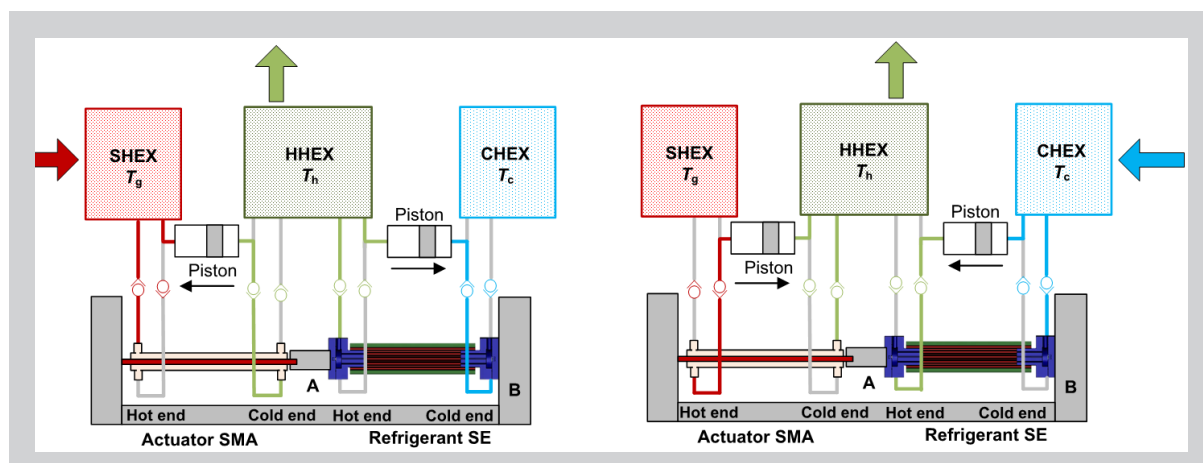 SHEX
Tg
HHEX
Th
CHEX
Tc
Piston
Piston
A
B
Hot end
Cold end
Hot end
Cold end
Actuator SMA
Refrigerant SE
SHEX
Tg
HHEX
Th
CHEX
Tc
Piston
Piston
A
B
Hot end
Cold end
Hot end
Cold end
Actuator SMA
Refrigerant SE